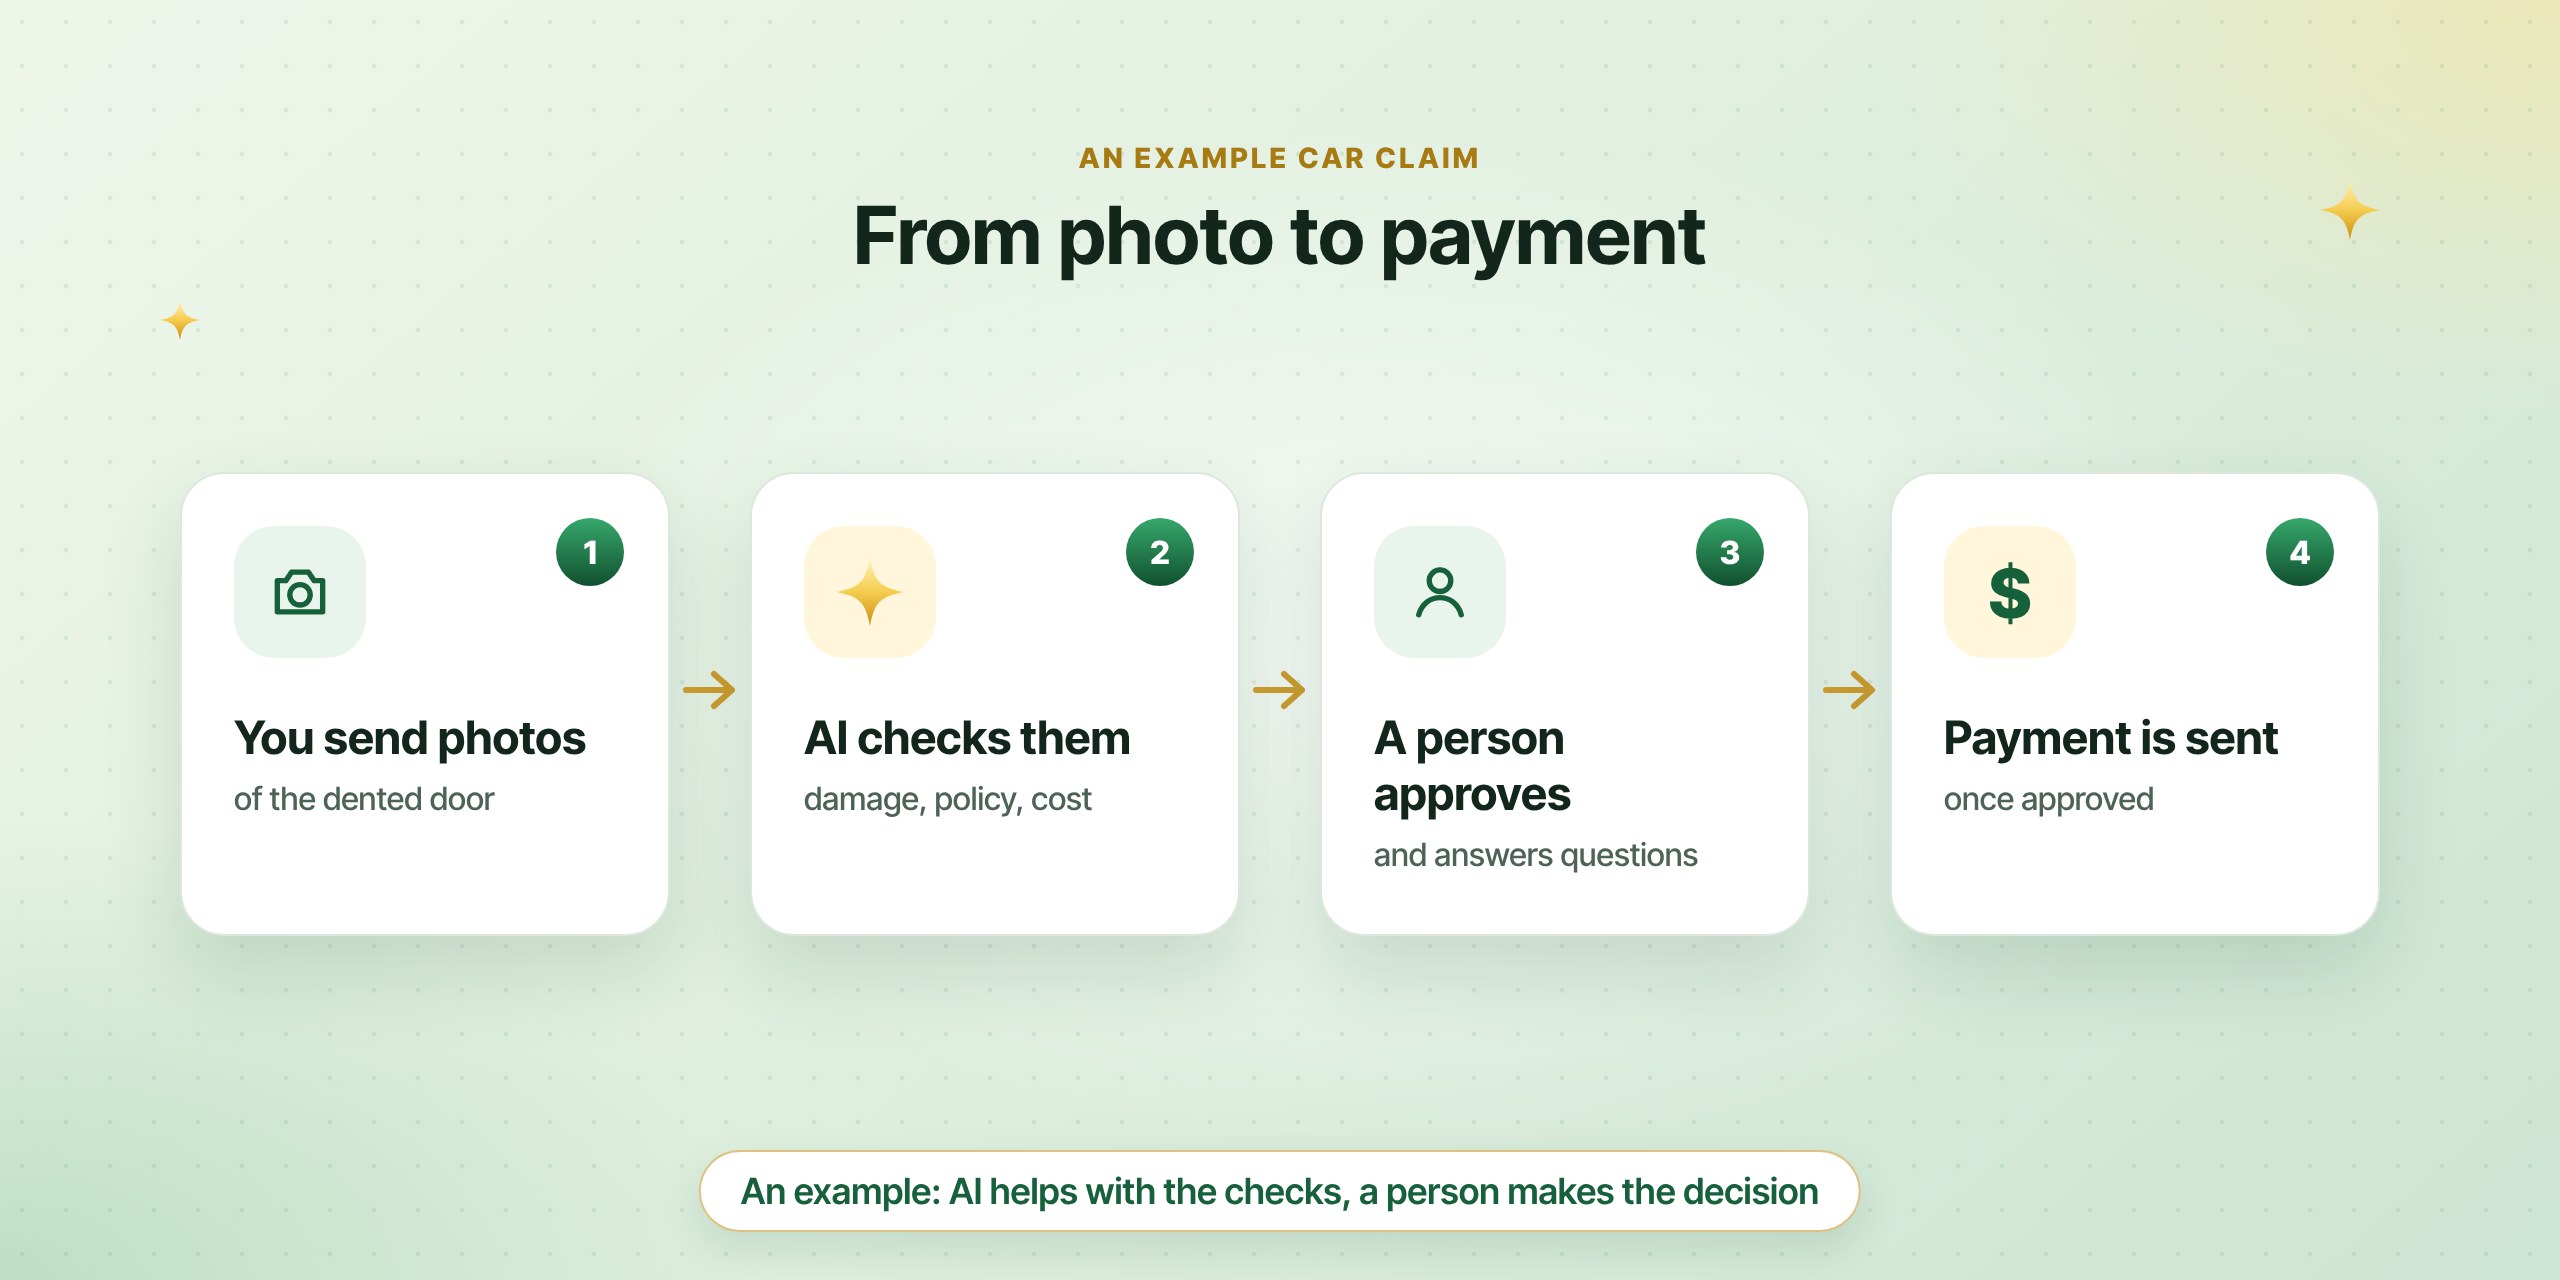 AN EXAMPLE CAR CLAIM
From photo to payment
1
You send photos
of the dented door
2
AI checks them
damage, policy, cost
3
A person
approves
and answers questions
$
4
Payment is sent
once approved
An example: AI helps with the checks, a person makes the decision